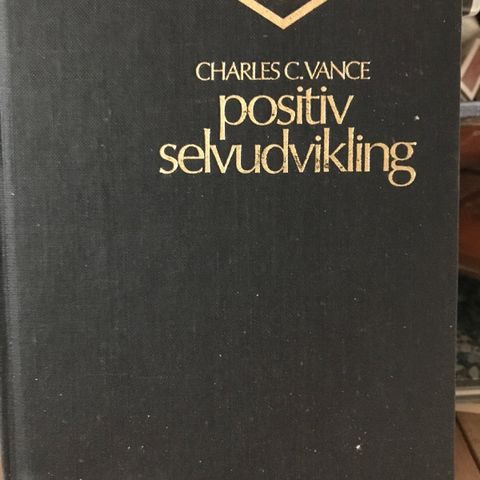 CHARLES C. VANCE
positiv
selvudvikling